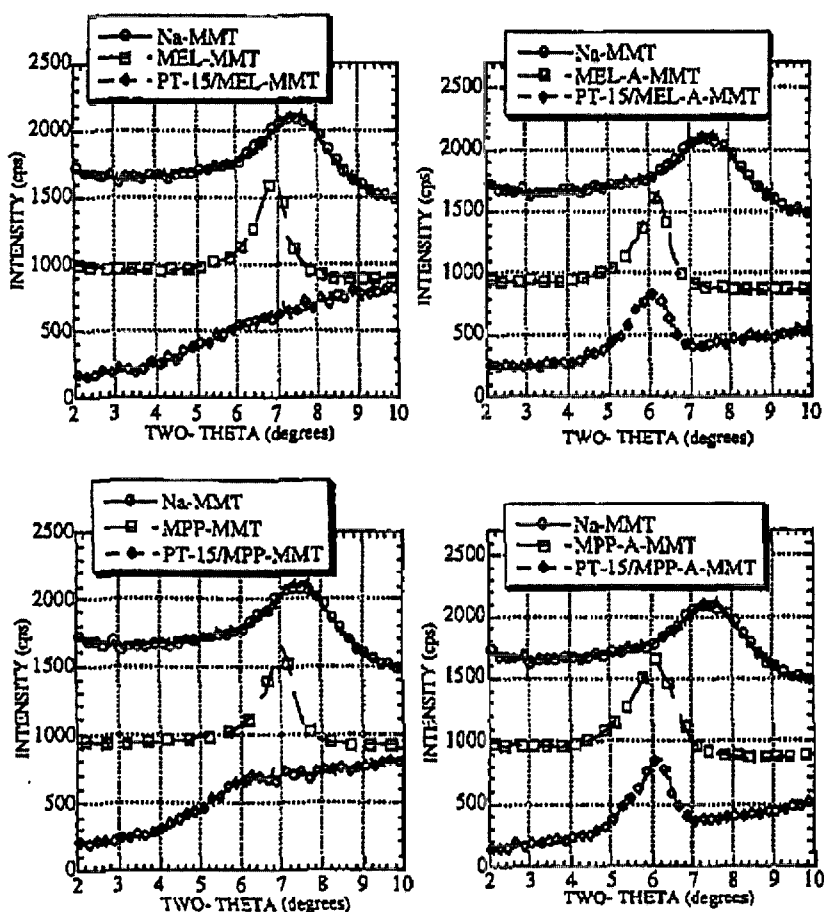 Na-MMT
MEL-MMT
PT-15/MEL-MMT
2500
2000
1500
1000
500
0
INTENSITY (cps)
2 3 4 5 6 7 8 9 10
TWO- THETA (degrees)
Na-MMT
MEL-A-MMT
PT-15/MEL-A-MMT
2500
2000
1500
1000
500
0
INTENSITY (cps)
2 3 4 5 6 7 8 9 10
TWO- THETA (degrees)
Na-MMT
MPP-MMT
PT-15/MPP-MMT
2500
2000
1500
1000
500
0
INTENSITY (cps)
2 3 4 5 6 7 8 9 10
TWO- THETA (degrees)
Na-MMT
MPP-A-MMT
PT-15/MPP-A-MMT
2500
2000
1500
1000
500
0
INTENSITY (cps)
2 3 4 5 6 7 8 9 10
TWO- THETA (degrees)